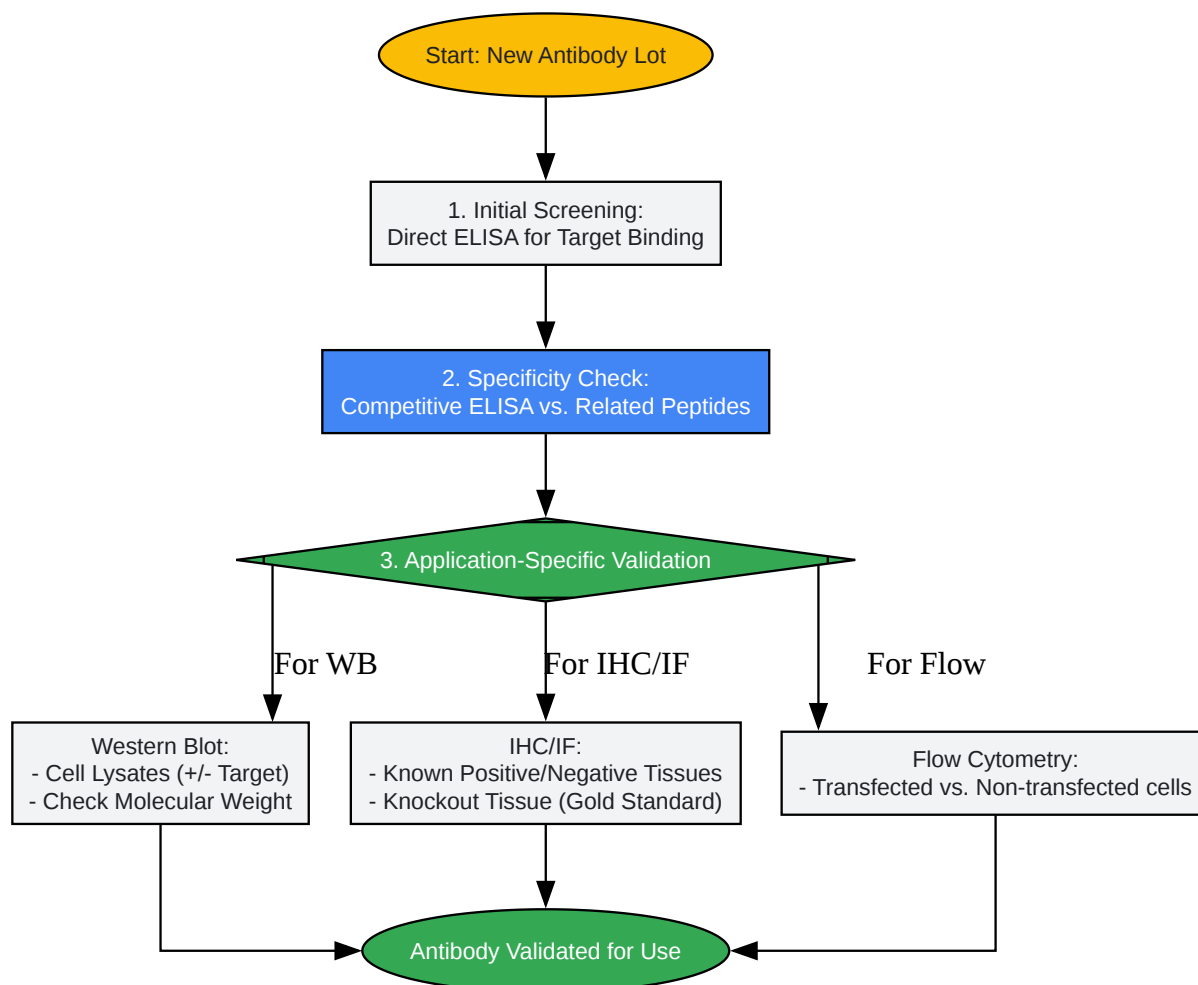 Start: New Antibody Lot
1. Initial Screening:
Direct ELISA for Target Binding
2. Specificity Check:
Competitive ELISA vs. Related Peptides
3. Application-Specific Validation
For WB
For IHC/IF
For Flow
Western Blot:
- Cell Lysates (+/- Target)
- Check Molecular Weight
IHC/IF:
- Known Positive/Negative Tissues
- Knockout Tissue (Gold Standard)
Flow Cytometry:
- Transfected vs. Non-transfected cells
Antibody Validated for Use